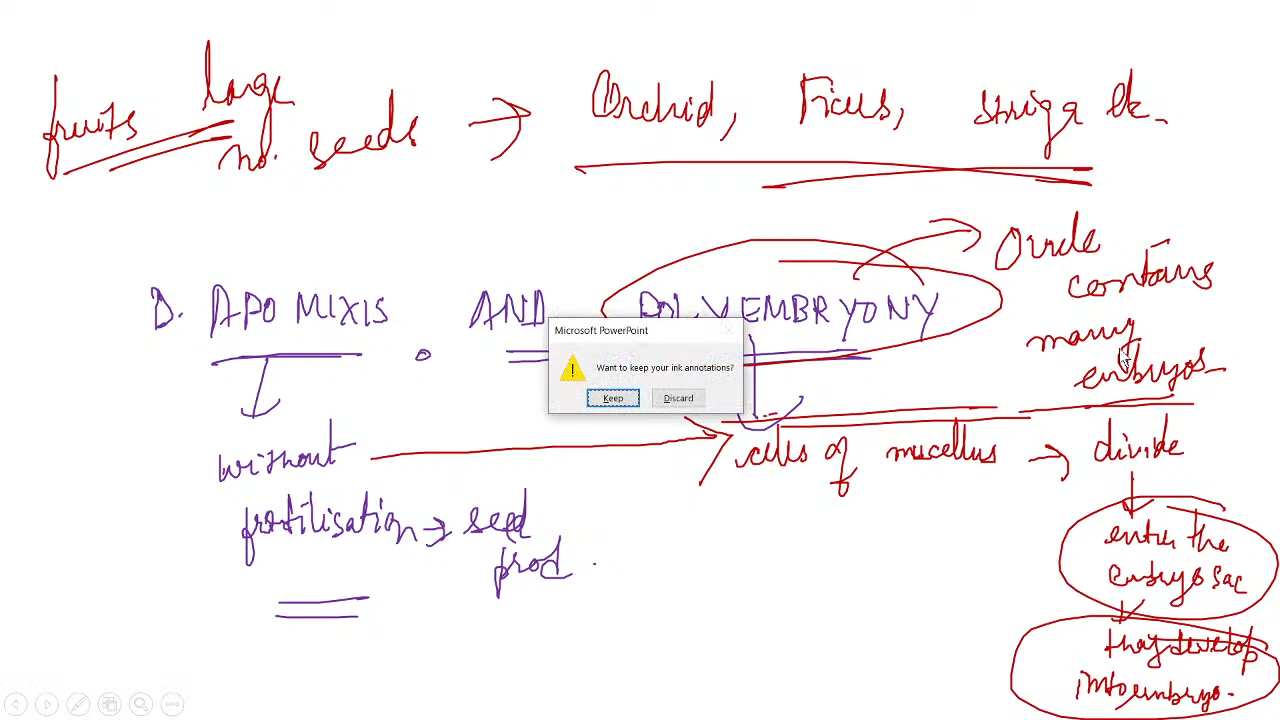 fruits large no. seeds → Orchid, Ficus, striga etc.
D. APOMIXIS AND POLYEMBRYONY → Ovule
contains
many
embryos
Microsoft PowerPoint
Want to keep your ink annotations?
Keep Discard
without → cells of nucellus → divide
fertilisation → seed
prod.
enter the
embryo sac
they develop
into embryo.